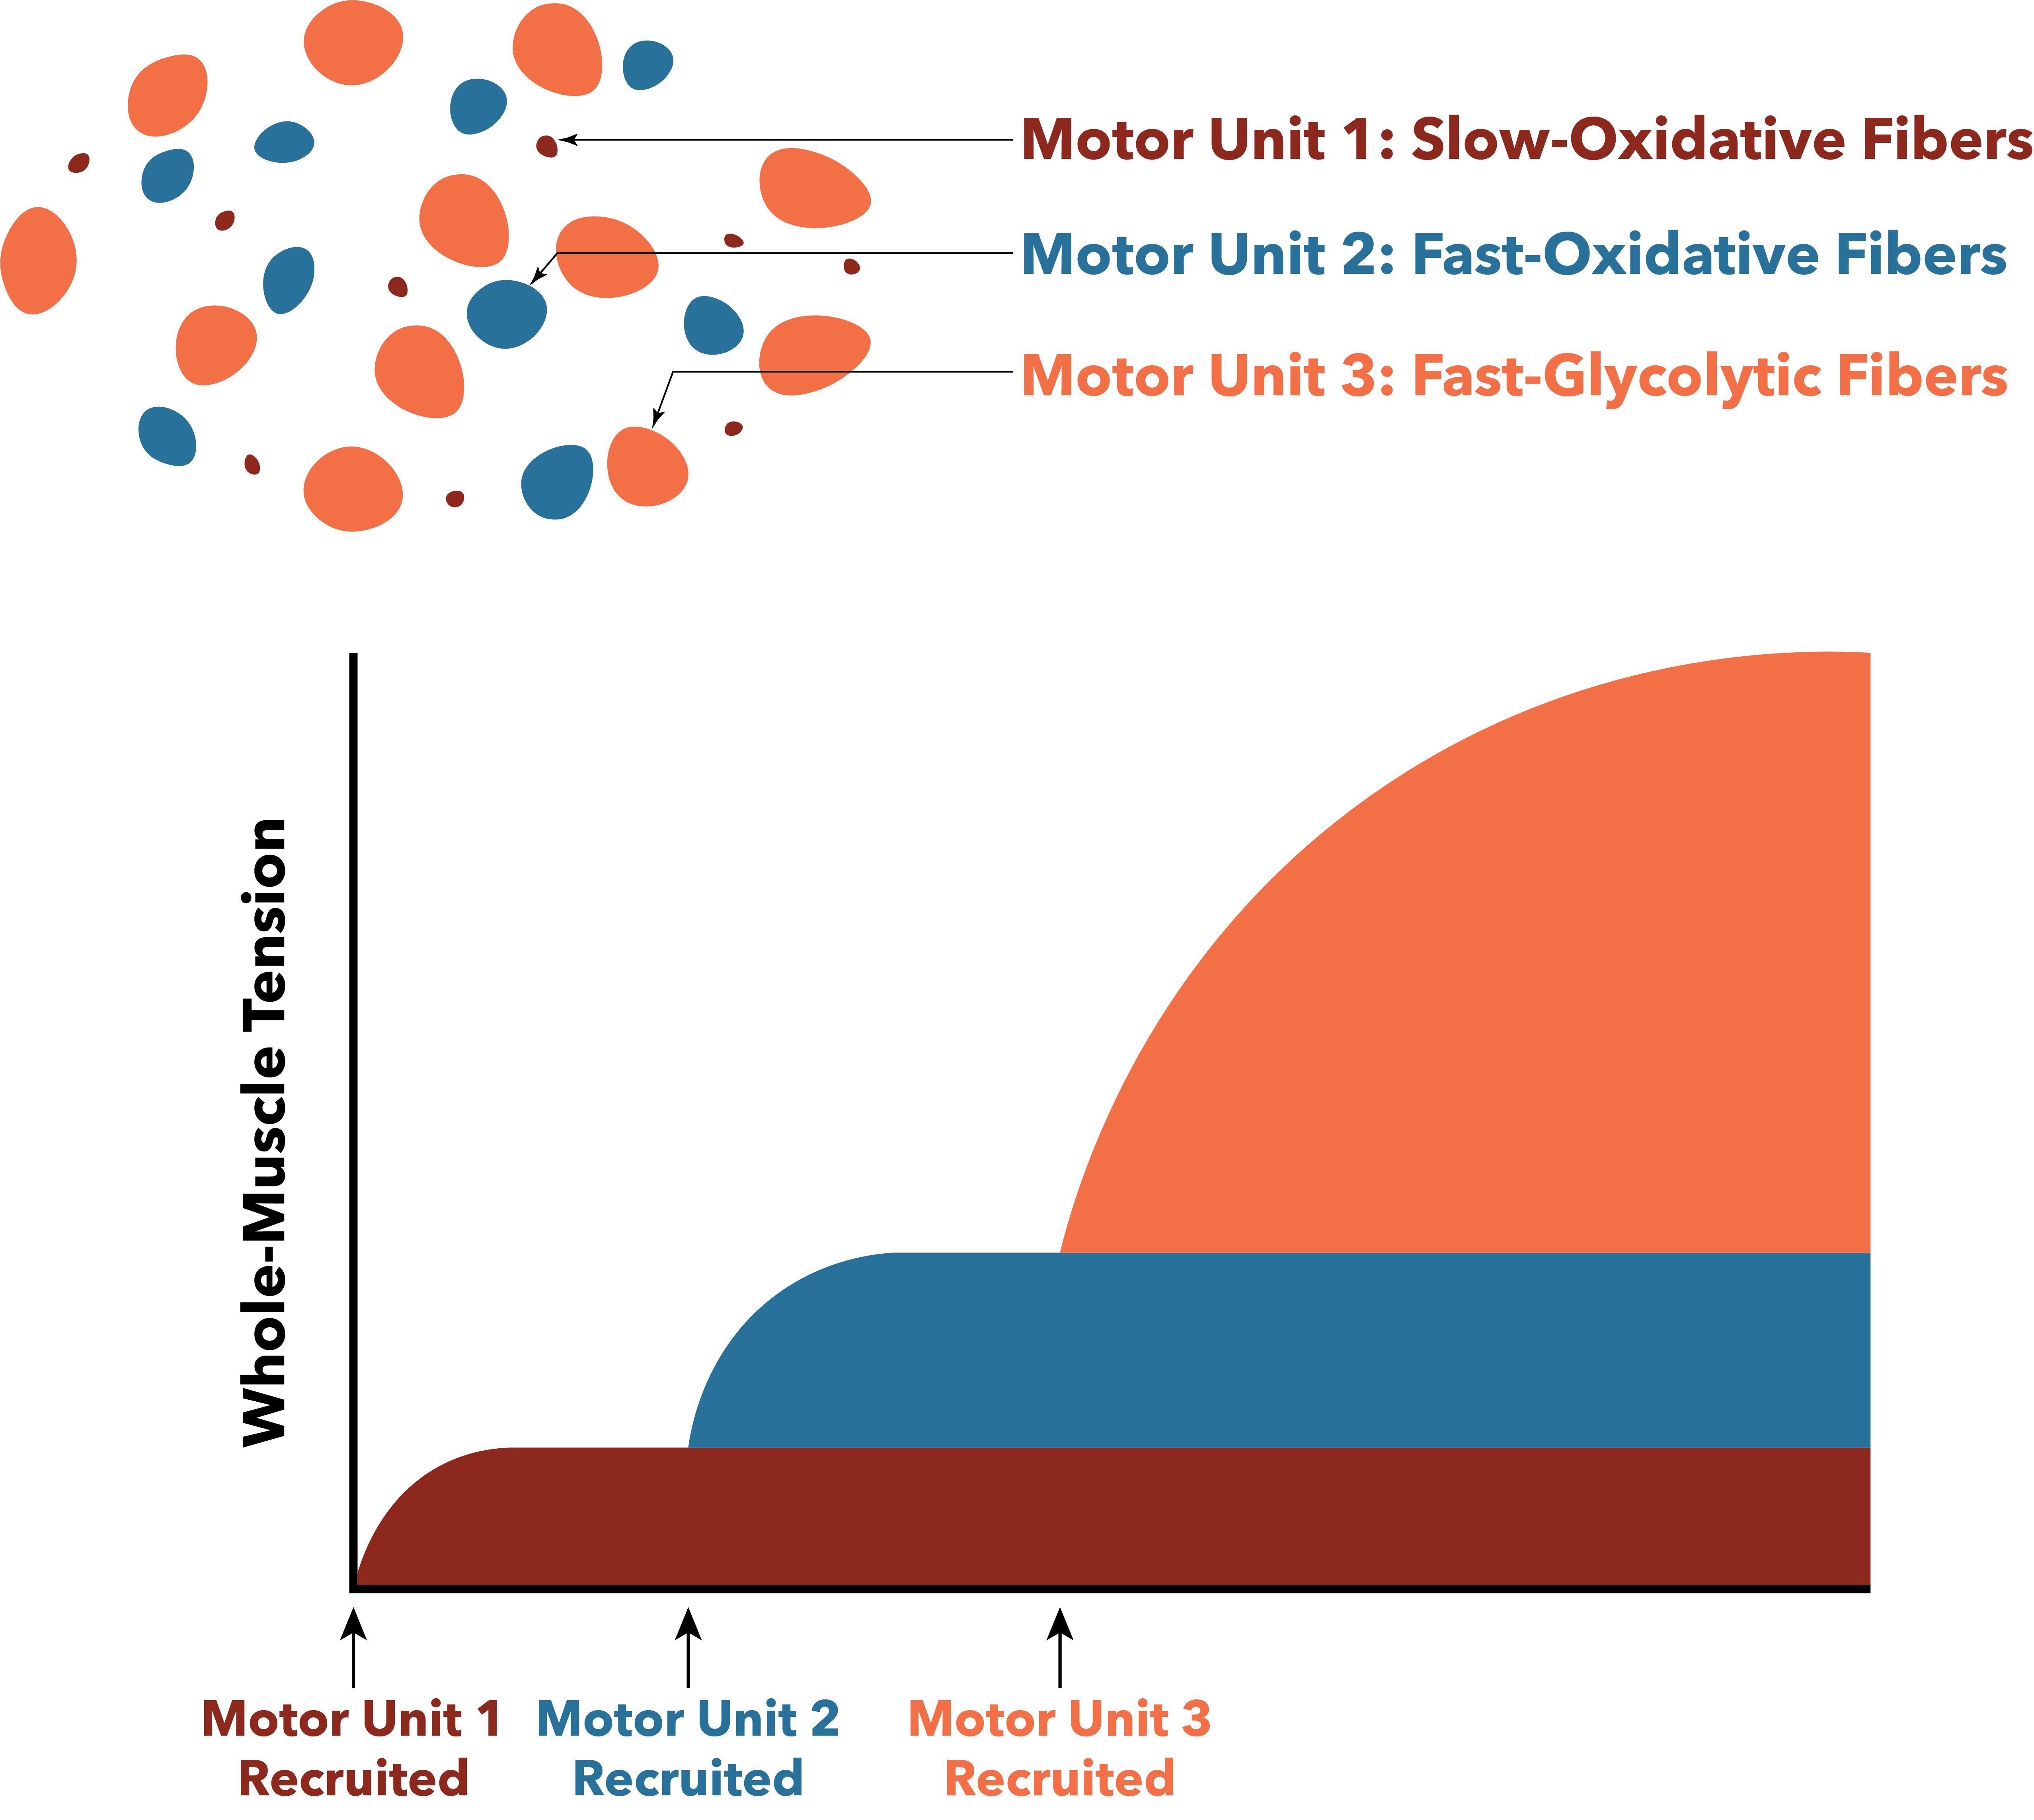 Motor Unit 1: Slow-Oxidative Fibers
Motor Unit 2: Fast-Oxidative Fibers
Motor Unit 3: Fast-Glycolytic Fibers
Whole-Muscle Tension
Motor Unit 1
Recruited
Motor Unit 2
Recruited
Motor Unit 3
Recruited